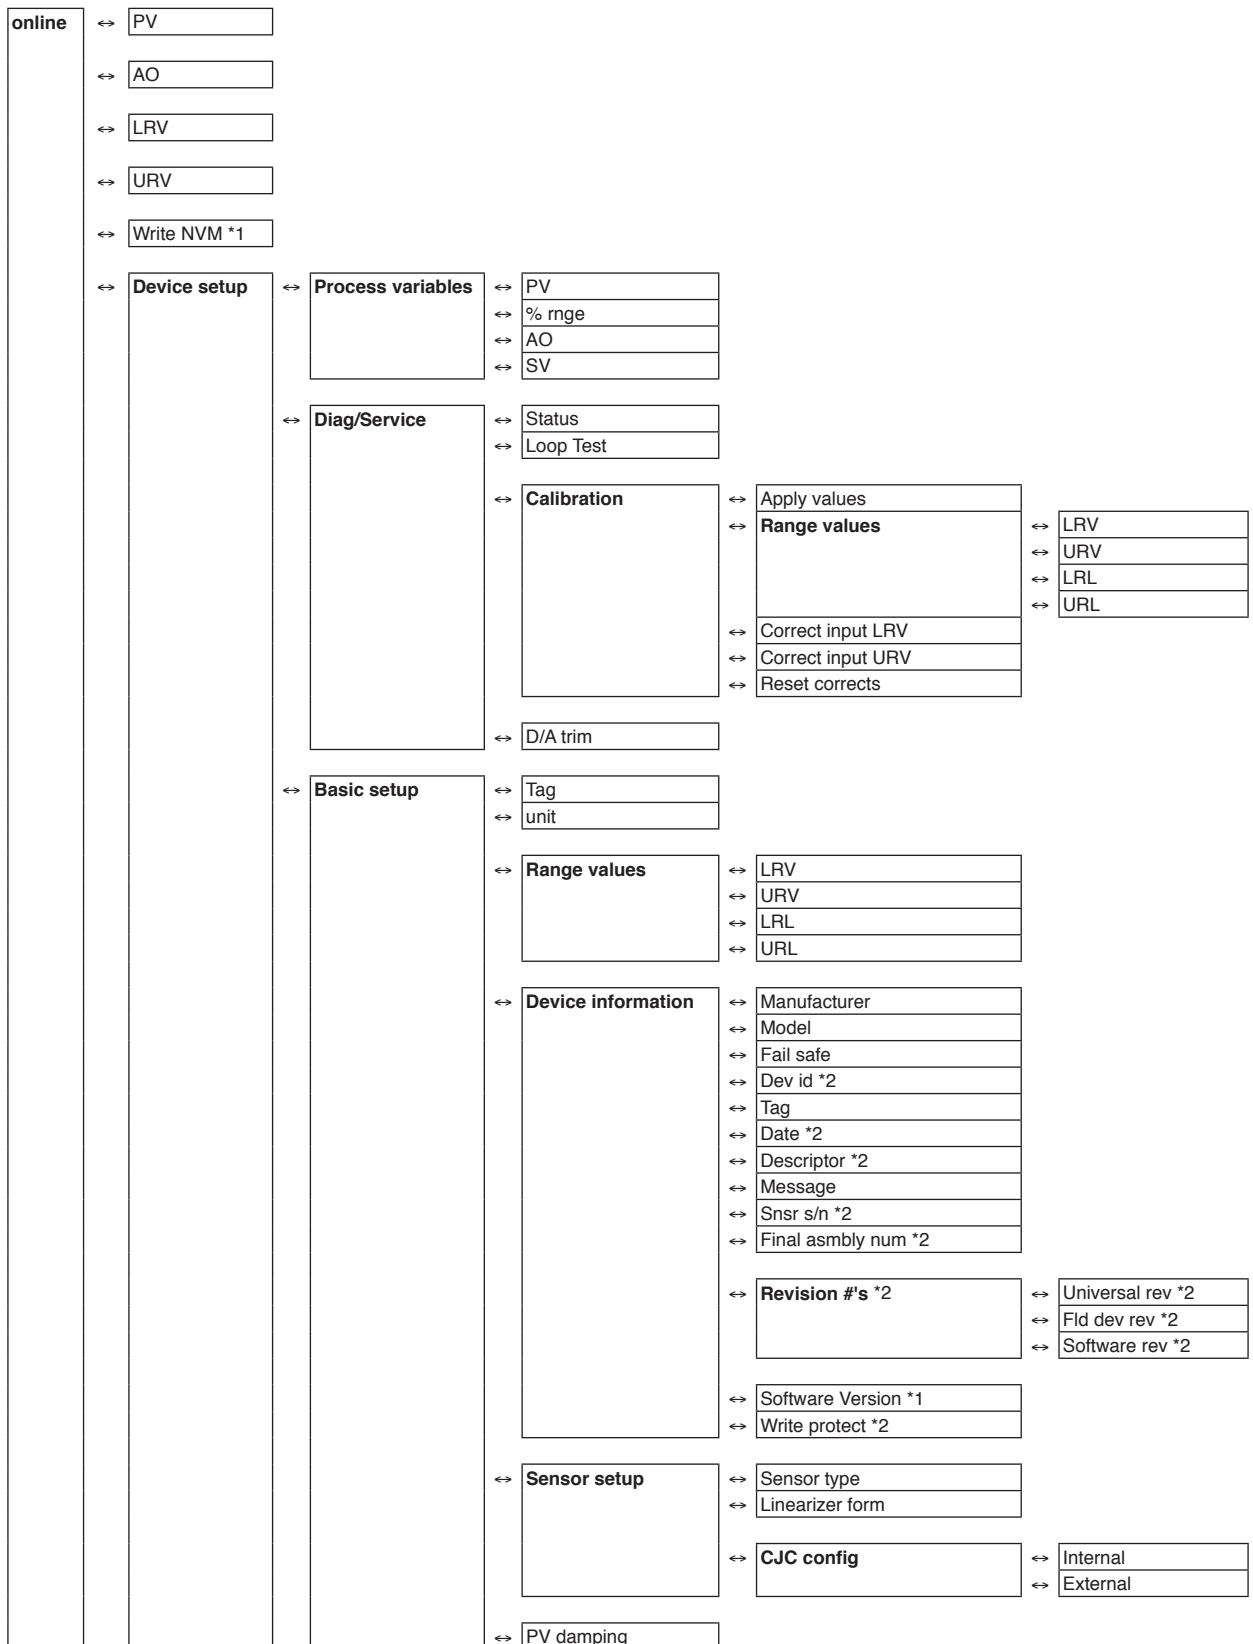 online
PV
AO
LRV
URV
Write NVM *1
Device setup
Process variables
PV
% rnge
AO
SV
Diag/Service
Status
Loop Test
Calibration
Apply values
Range values
LRV
URV
LRL
URL
Correct input LRV
Correct input URV
Reset corrects
D/A trim
Basic setup
Tag
unit
Range values
LRV
URV
LRL
URL
Device information
Manufacturer
Model
Fail safe
Dev id *2
Tag
Date *2
Descriptor *2
Message
Snsr s/n *2
Final asmbly num *2
Revision #'s *2
Universal rev *2
Fld dev rev *2
Software rev *2
Software Version *1
Write protect *2
Sensor setup
Sensor type
Linearizer form
CJC config
Internal
External
PV damping